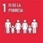 1 FIN DE LA
POBREZA